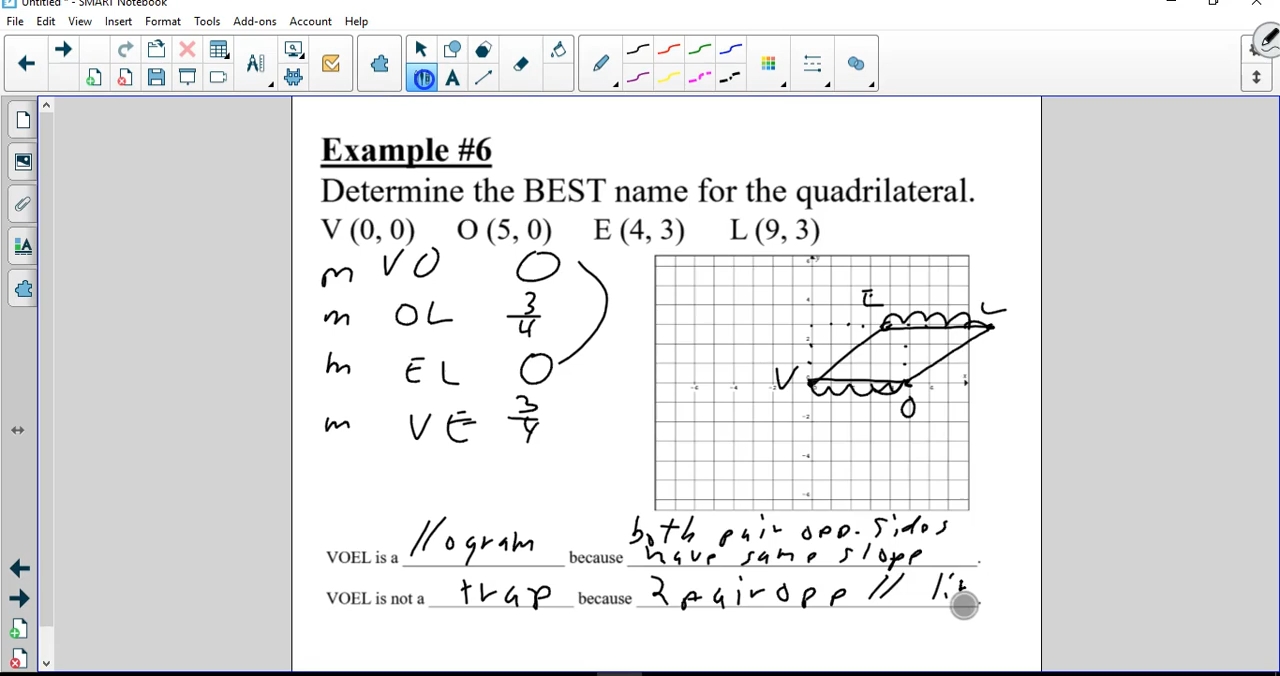 Untitled * - SMART Notebook
File Edit View Insert Format Tools Add-ons Account Help
Example #6
Determine the BEST name for the quadrilateral.
V (0, 0) O (5, 0) E (4, 3) L (9, 3)
m VO 0
m OL 3/4
m EL 0
m VE 3/4
E L
V O
both pair opp. sides
VOEL is a //ogram because have same slope.
VOEL is not a trap because 2 pair opp //